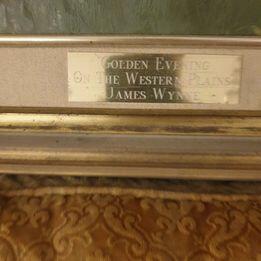 Golden Evening
On The Western Plains
James Wynne